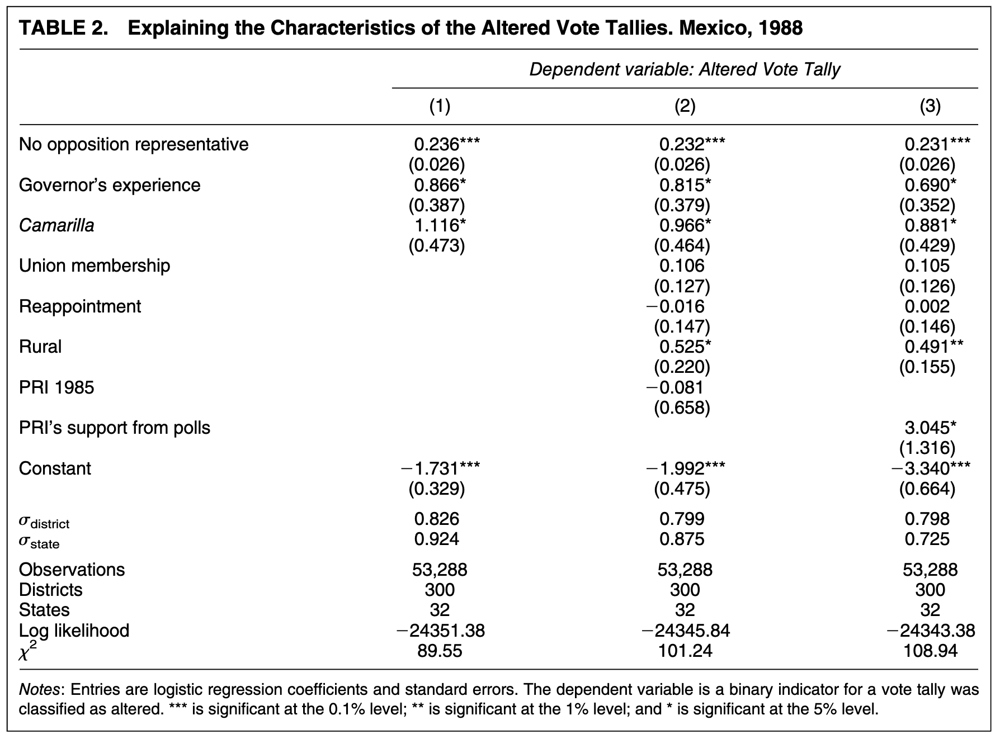 TABLE 2. Explaining the Characteristics of the Altered Vote Tallies. Mexico, 1988
Dependent variable: Altered Vote Tally
(1) (2) (3)
No opposition representative 0.236*** 0.232*** 0.231***
(0.026) (0.026) (0.026)
Governor’s experience 0.866* 0.815* 0.690*
(0.387) (0.379) (0.352)
Camarilla 1.116* 0.966* 0.881*
(0.473) (0.464) (0.429)
Union membership 0.106 0.105
(0.127) (0.126)
Reappointment −0.016 0.002
(0.147) (0.146)
Rural 0.525* 0.491**
(0.220) (0.155)
PRI 1985 −0.081
(0.658)
PRI’s support from polls 3.045*
(1.316)
Constant −1.731*** −1.992*** −3.340***
(0.329) (0.475) (0.664)
σdistrict 0.826 0.799 0.798
σstate 0.924 0.875 0.725
Observations 53,288 53,288 53,288
Districts 300 300 300
States 32 32 32
Log likelihood −24351.38 −24345.84 −24343.38
χ² 89.55 101.24 108.94
Notes: Entries are logistic regression coefficients and standard errors. The dependent variable is a binary indicator for a vote tally was
classified as altered. *** is significant at the 0.1% level; ** is significant at the 1% level; and * is significant at the 5% level.